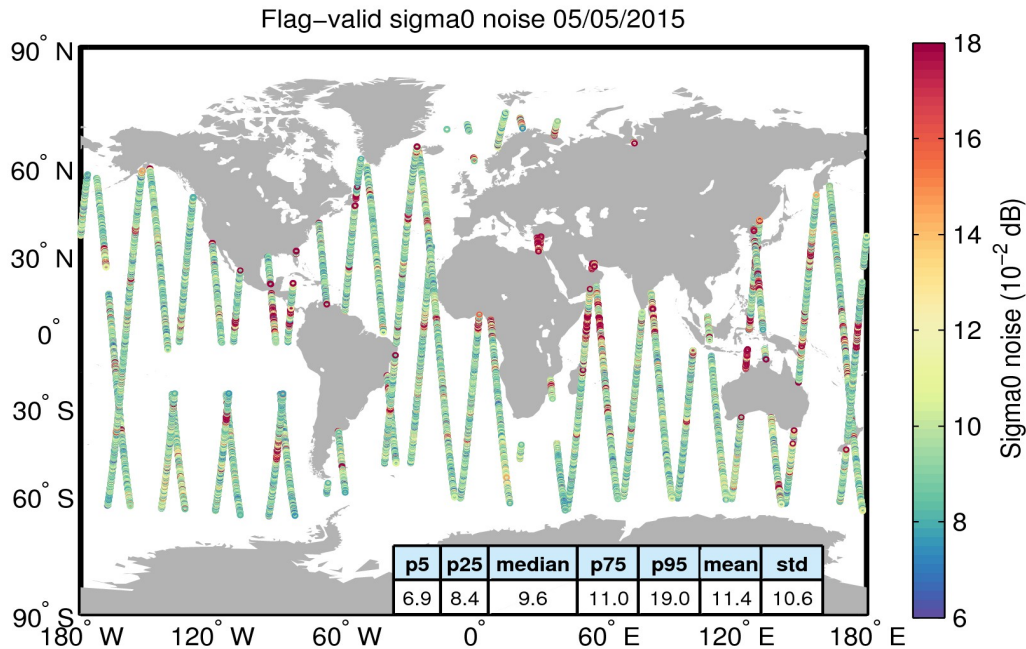 Flag-valid sigma0 noise 05/05/2015
90° N
60° N
30° N
0°
30° S
60° S
90° S
180° W
120° W
60° W
0°
60° E
120° E
180° E
p5 p25 median p75 p95 mean std
6.9 8.4 9.6 11.0 19.0 11.4 10.6
18
16
14
12
10
8
6
Sigma0 noise (10⁻² dB)